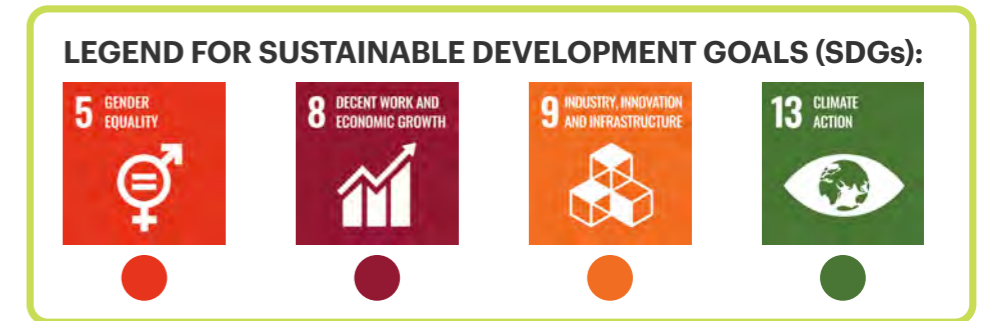 LEGEND FOR SUSTAINABLE DEVELOPMENT GOALS (SDGs):
5 GENDER
EQUALITY
8 DECENT WORK AND
ECONOMIC GROWTH
9 INDUSTRY, INNOVATION
AND INFRASTRUCTURE
13 CLIMATE
ACTION